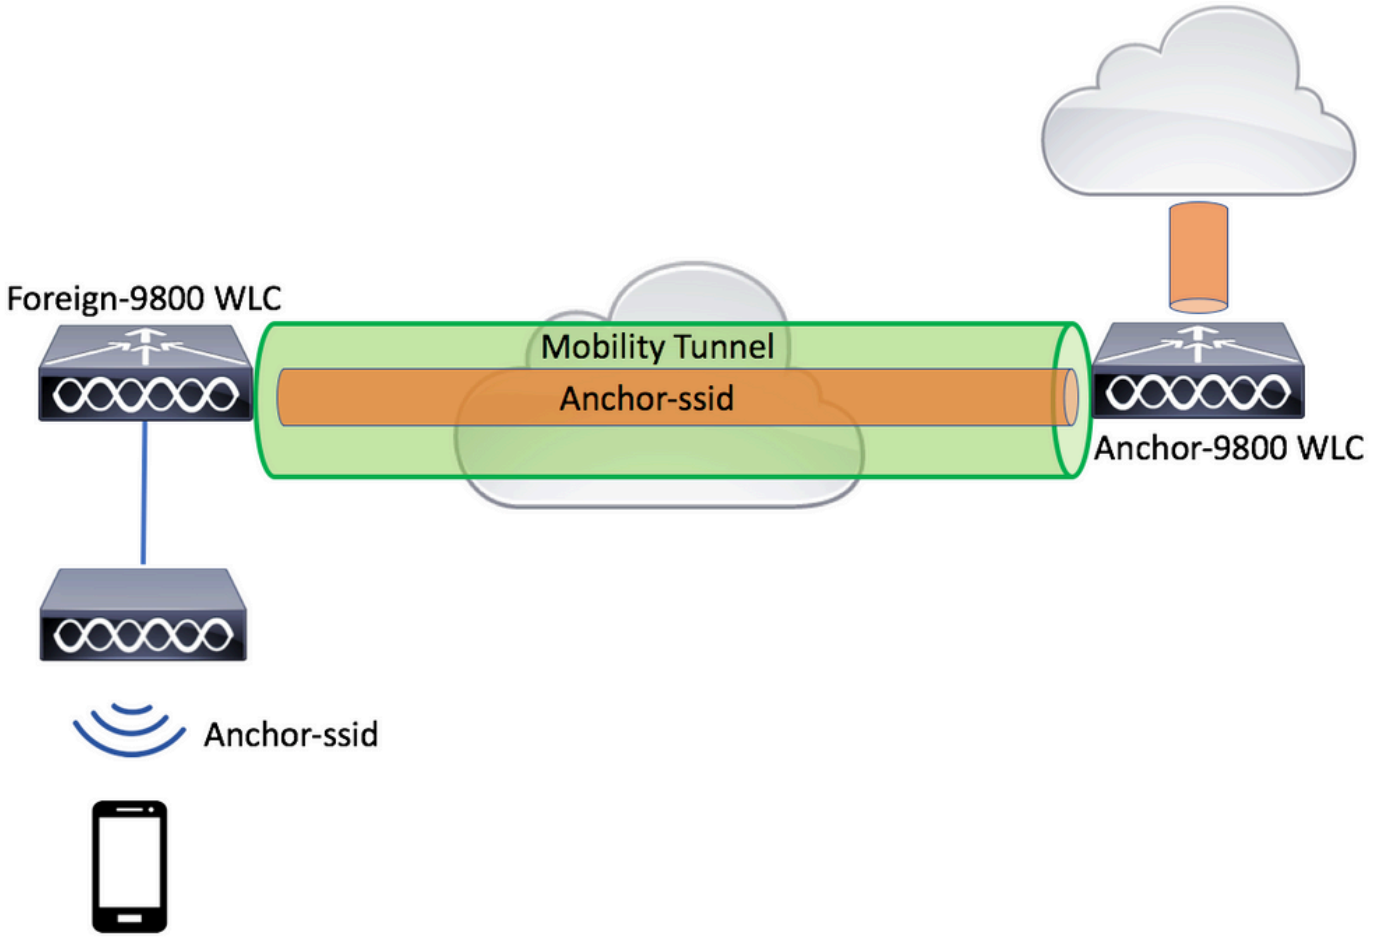 Foreign-9800 WLC
Mobility Tunnel
Anchor-ssid
Anchor-9800 WLC
Anchor-ssid